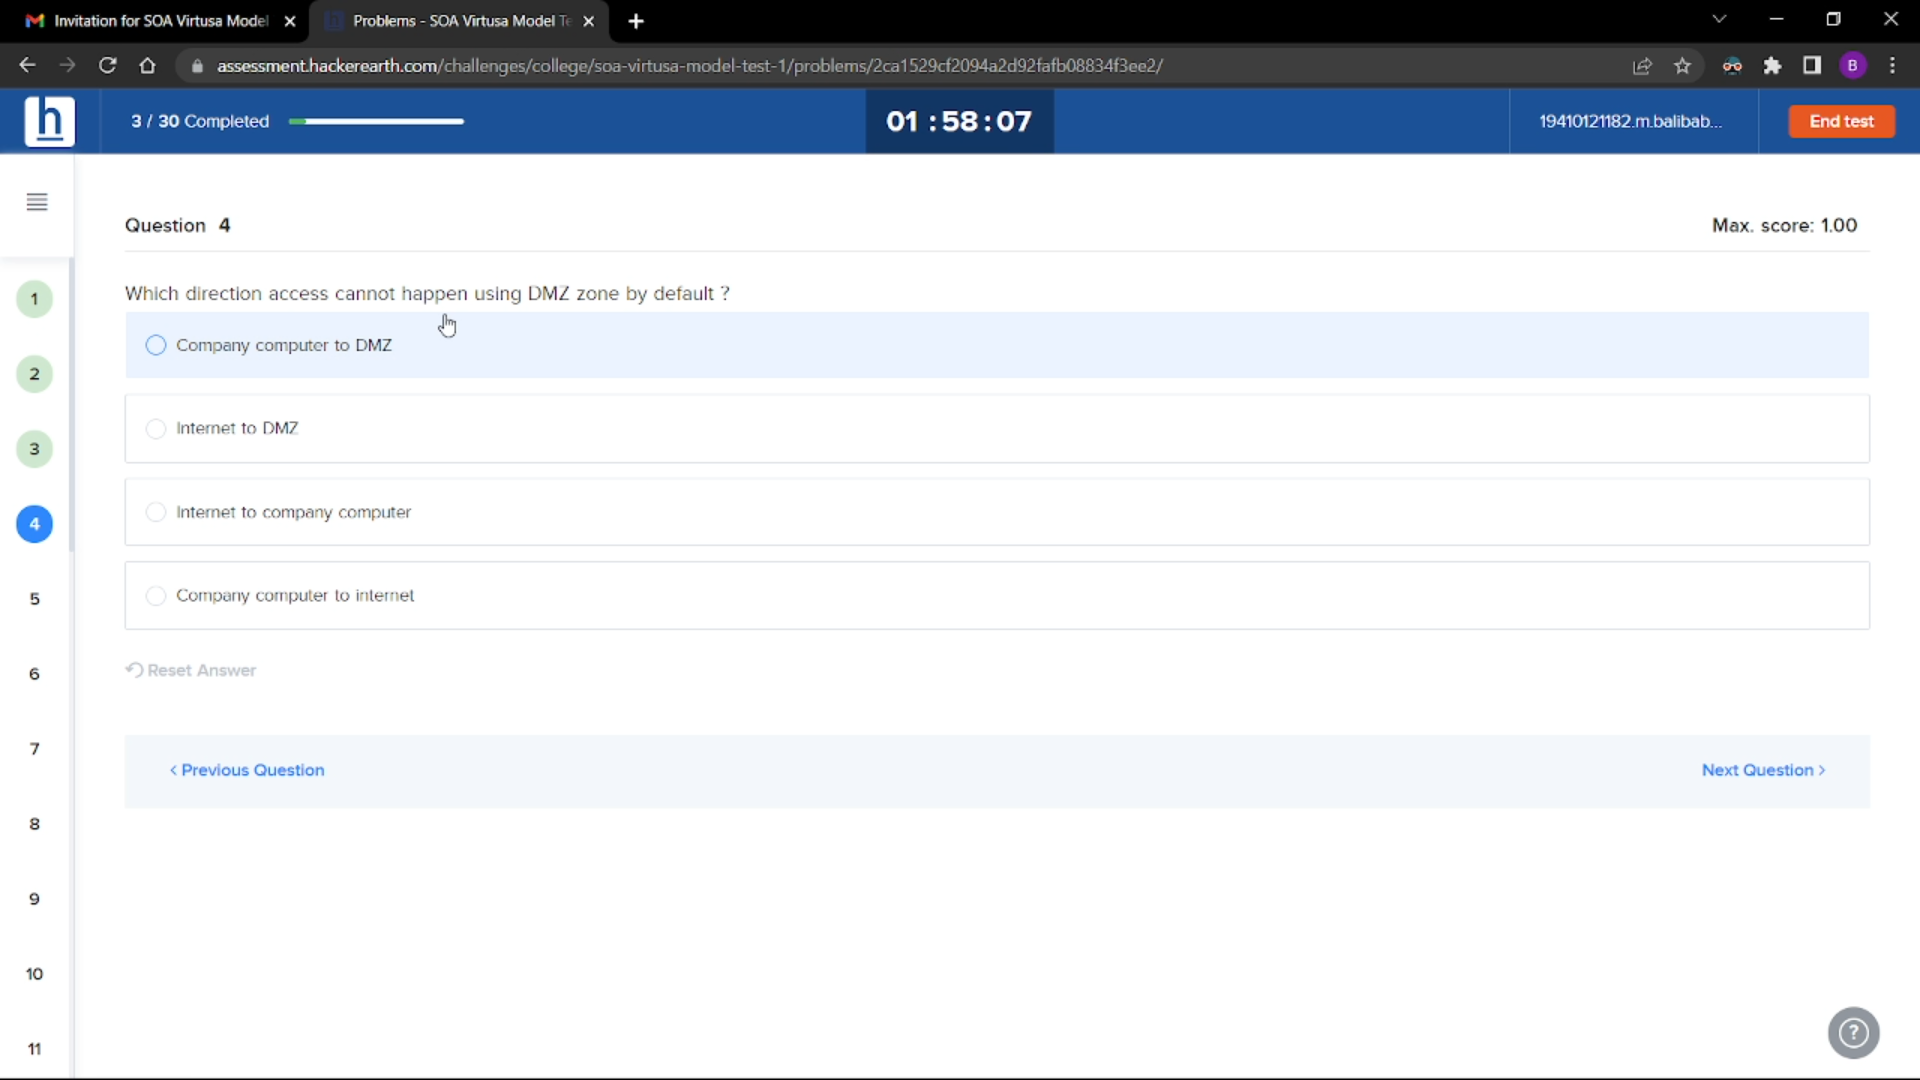 Invitation for SOA Virtusa Model
Problems - SOA Virtusa Model Te
assessment.hackerearth.com/challenges/college/soa-virtusa-model-test-1/problems/2ca1529cf2094a2d92fafb08834f3ee2/
B
h
3 / 30 Completed
01 : 58 : 07
19410121182.m.balibab...
End test
Question 4
Max. score: 1.00
Which direction access cannot happen using DMZ zone by default ?
Company computer to DMZ
Internet to DMZ
Internet to company computer
Company computer to internet
Reset Answer
< Previous Question
Next Question >
1
2
3
4
5
6
7
8
9
10
11
?